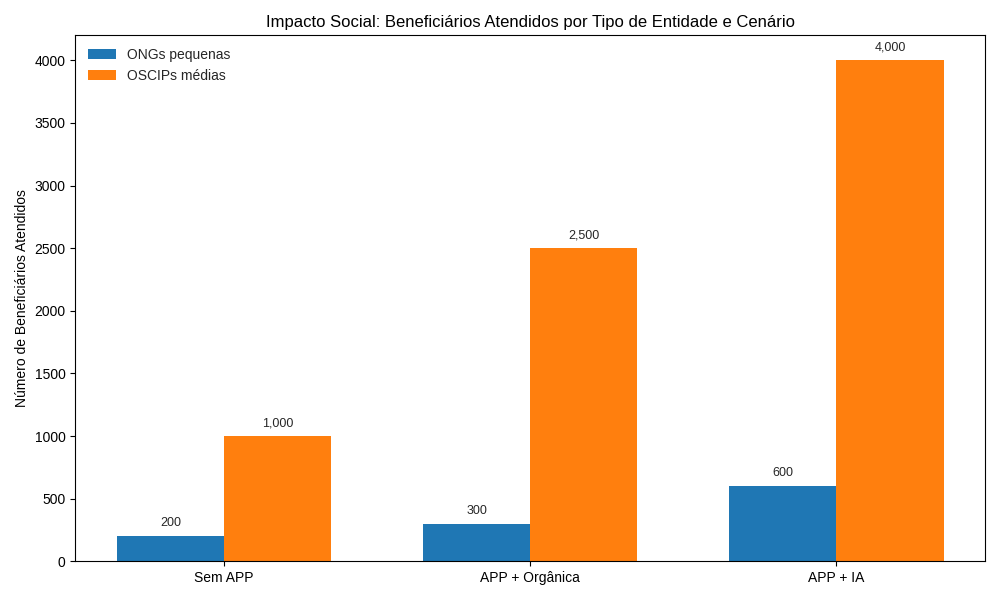 Impacto Social: Beneficiários Atendidos por Tipo de Entidade e Cenário
ONGs pequenas
OSCIPs médias
Número de Beneficiários Atendidos
4000
3500
3000
2500
2000
1500
1000
500
0
200
1,000
300
2,500
600
4,000
Sem APP
APP + Orgânica
APP + IA